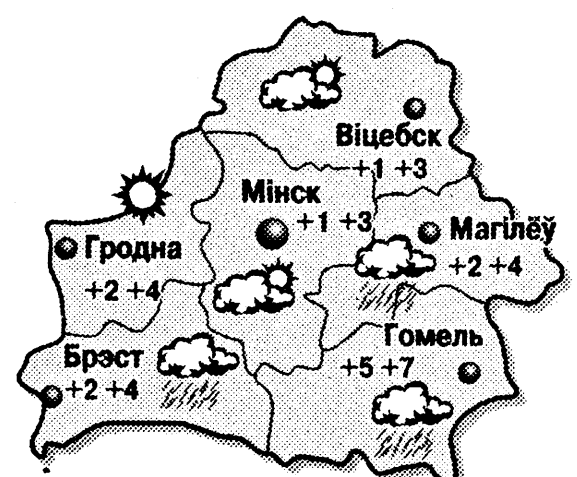 Віцебск
+1 +3
Мінск
+1 +3
Магілёў
+2 +4
Гродна
+2 +4
Гомель
+5 +7
Брэст
+2 +4